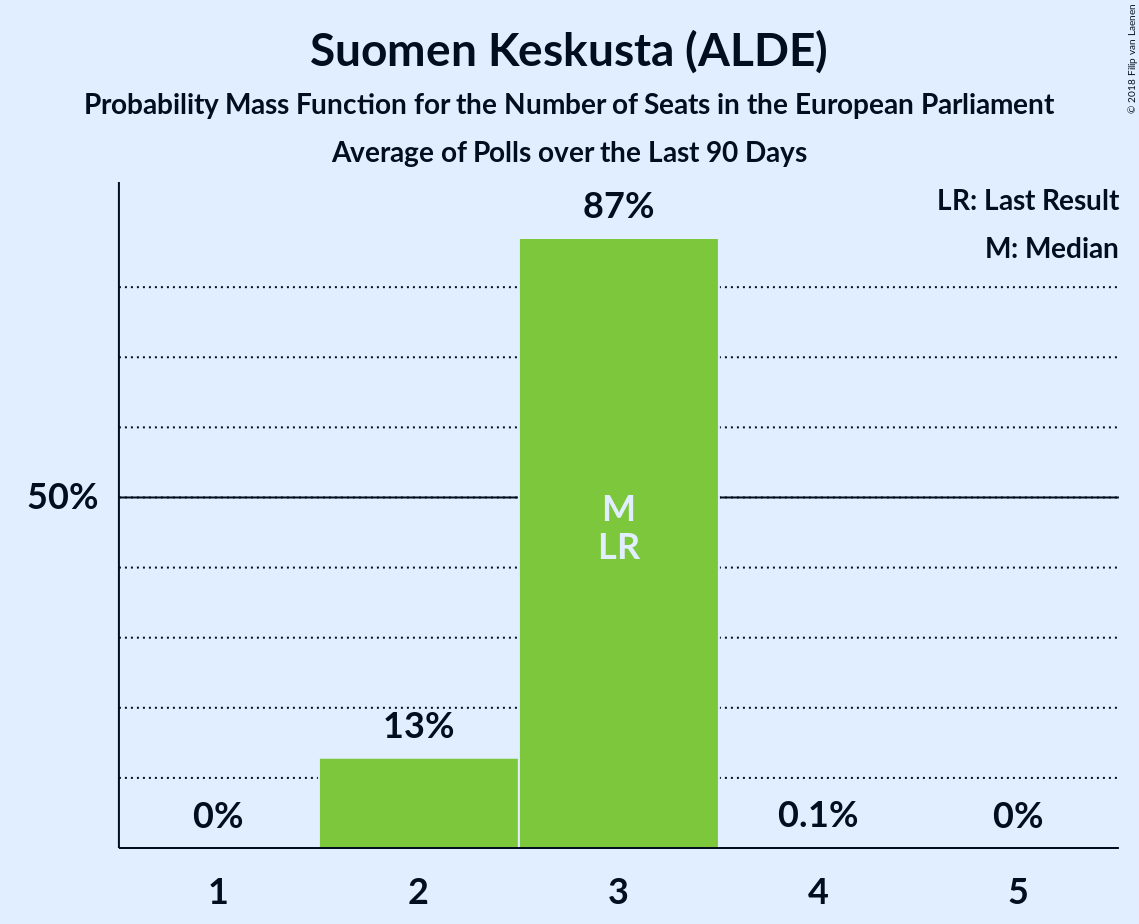 Suomen Keskusta (ALDE)
Probability Mass Function for the Number of Seats in the European Parliament
Average of Polls over the Last 90 Days
© 2018 Filip van Laenen
LR: Last Result
M: Median
87%
50%
M
LR
13%
0%
0.1%
0%
1 2 3 4 5